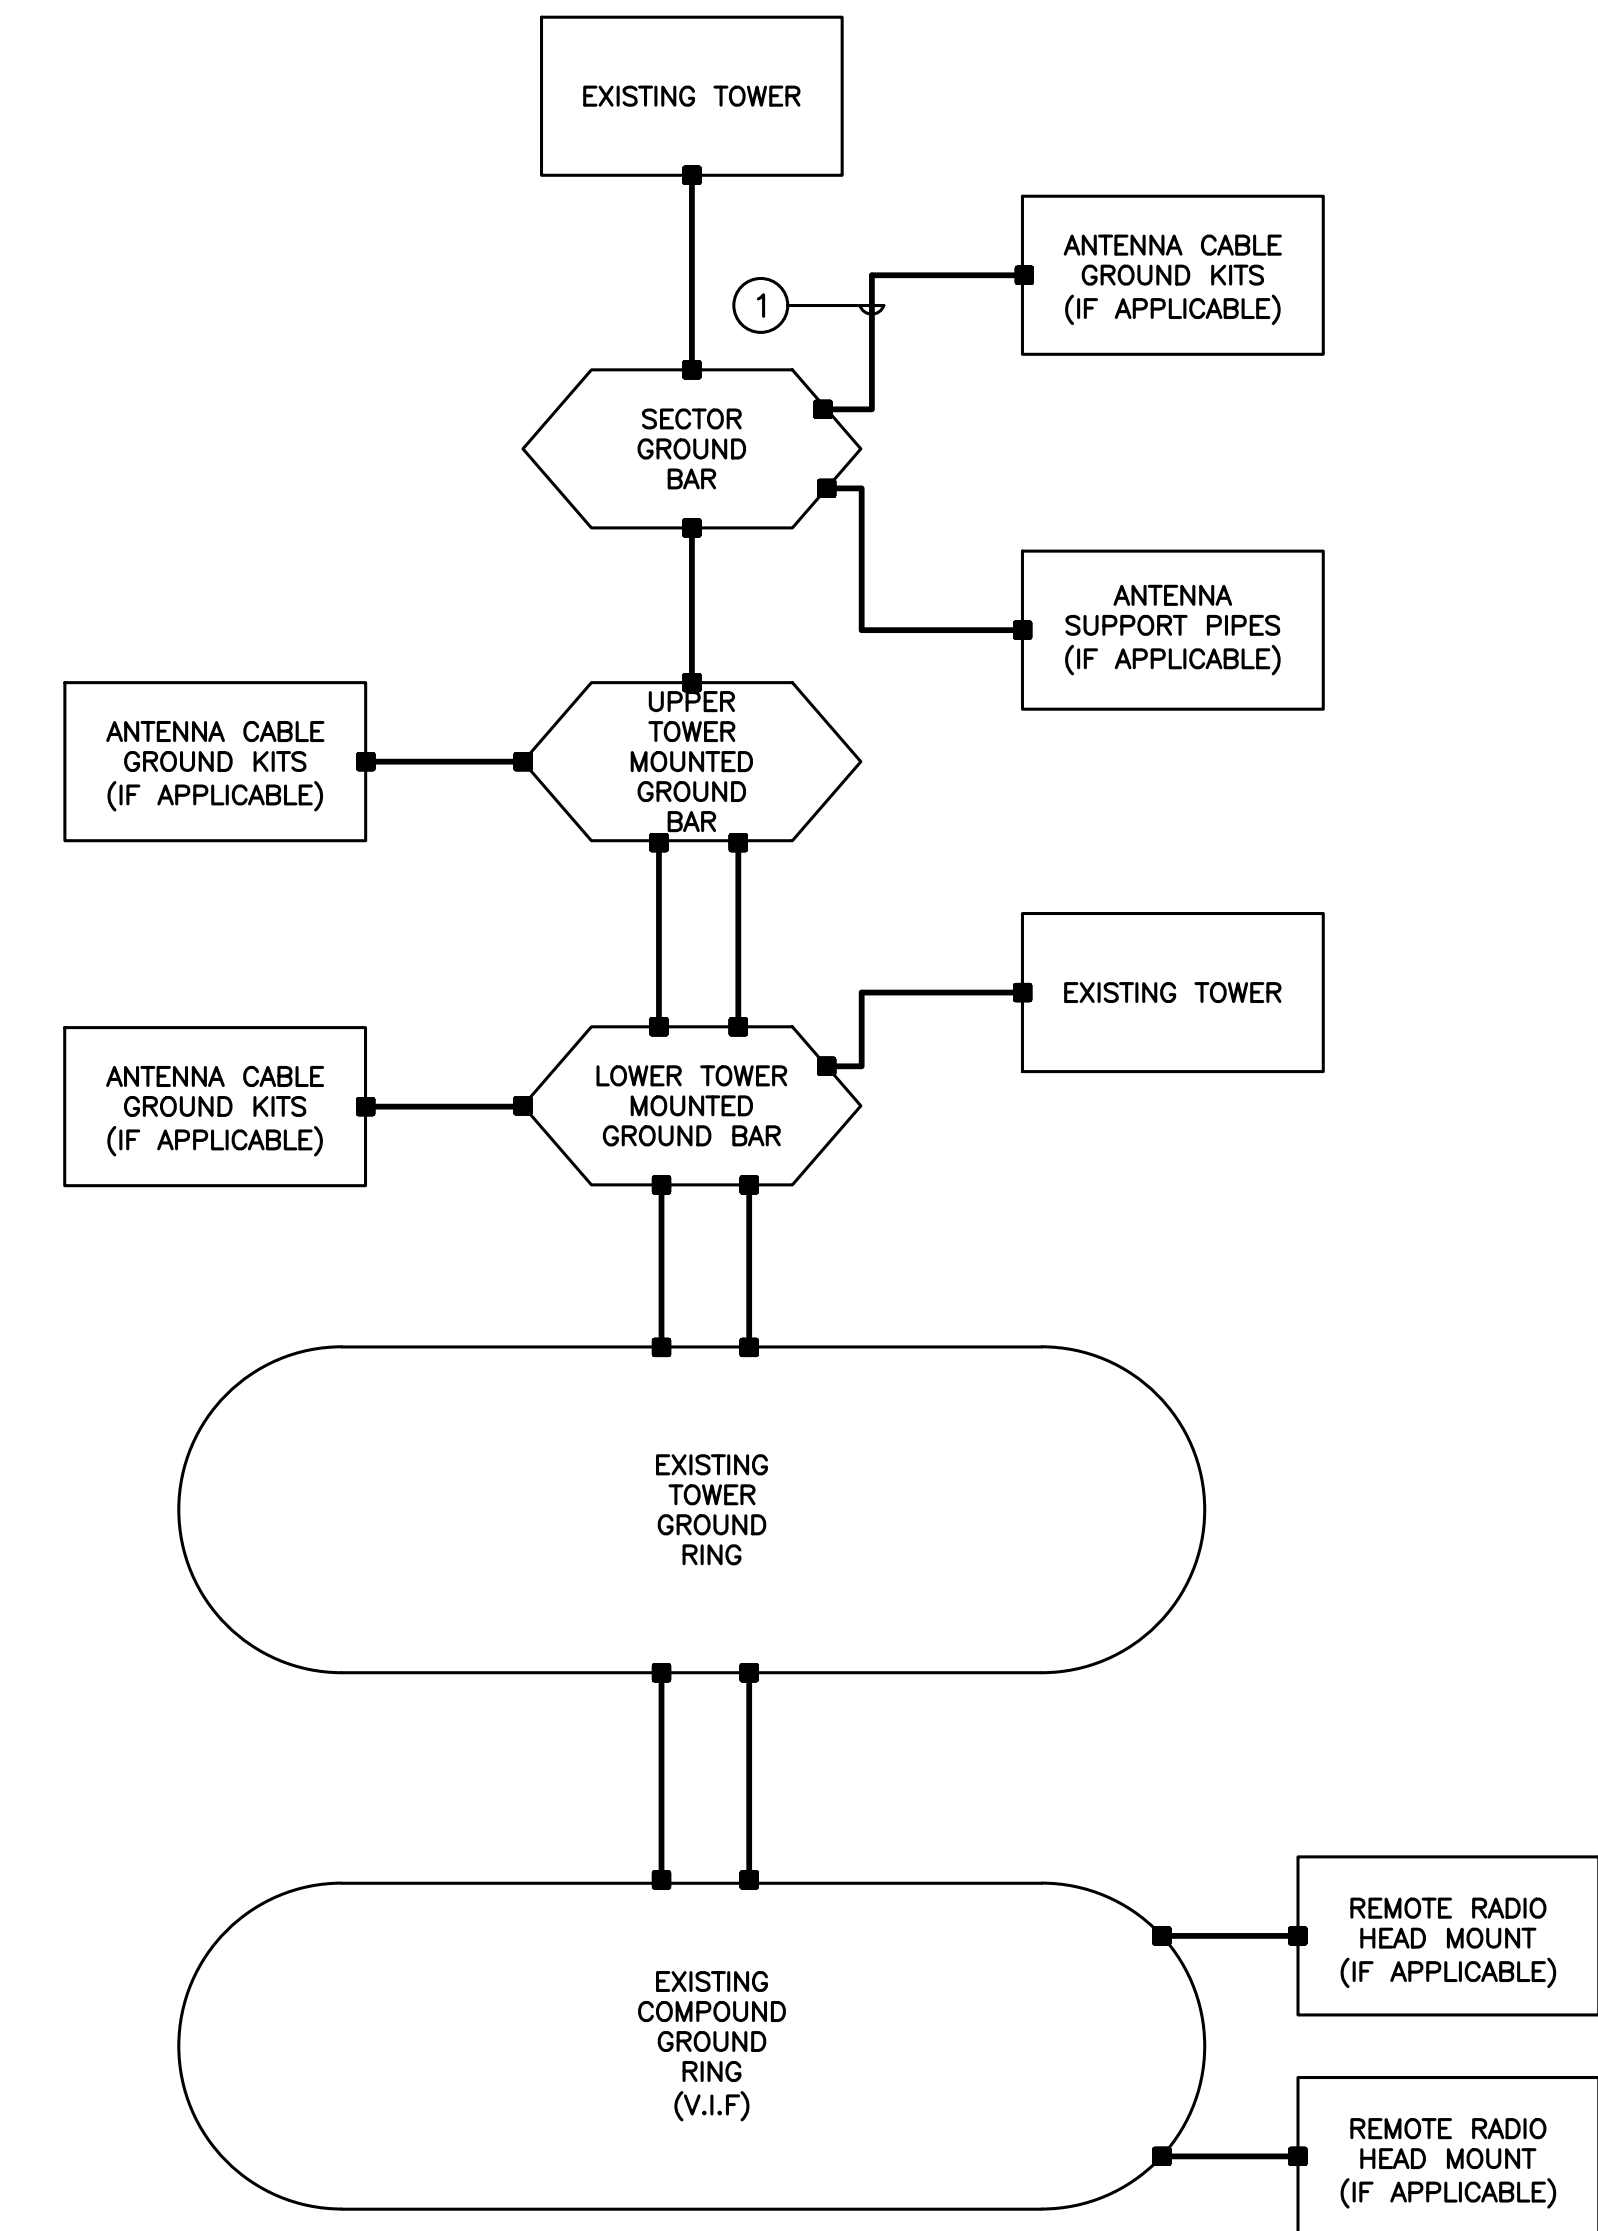 EXISTING TOWER
ANTENNA CABLE
GROUND KITS
(IF APPLICABLE)
1
SECTOR
GROUND
BAR
ANTENNA
SUPPORT PIPES
(IF APPLICABLE)
ANTENNA CABLE
GROUND KITS
(IF APPLICABLE)
UPPER
TOWER
MOUNTED
GROUND
BAR
EXISTING TOWER
ANTENNA CABLE
GROUND KITS
(IF APPLICABLE)
LOWER TOWER
MOUNTED
GROUND BAR
EXISTING
TOWER
GROUND
RING
EXISTING
COMPOUND
GROUND
RING
(V.I.F)
REMOTE RADIO
HEAD MOUNT
(IF APPLICABLE)
REMOTE RADIO
HEAD MOUNT
(IF APPLICABLE)